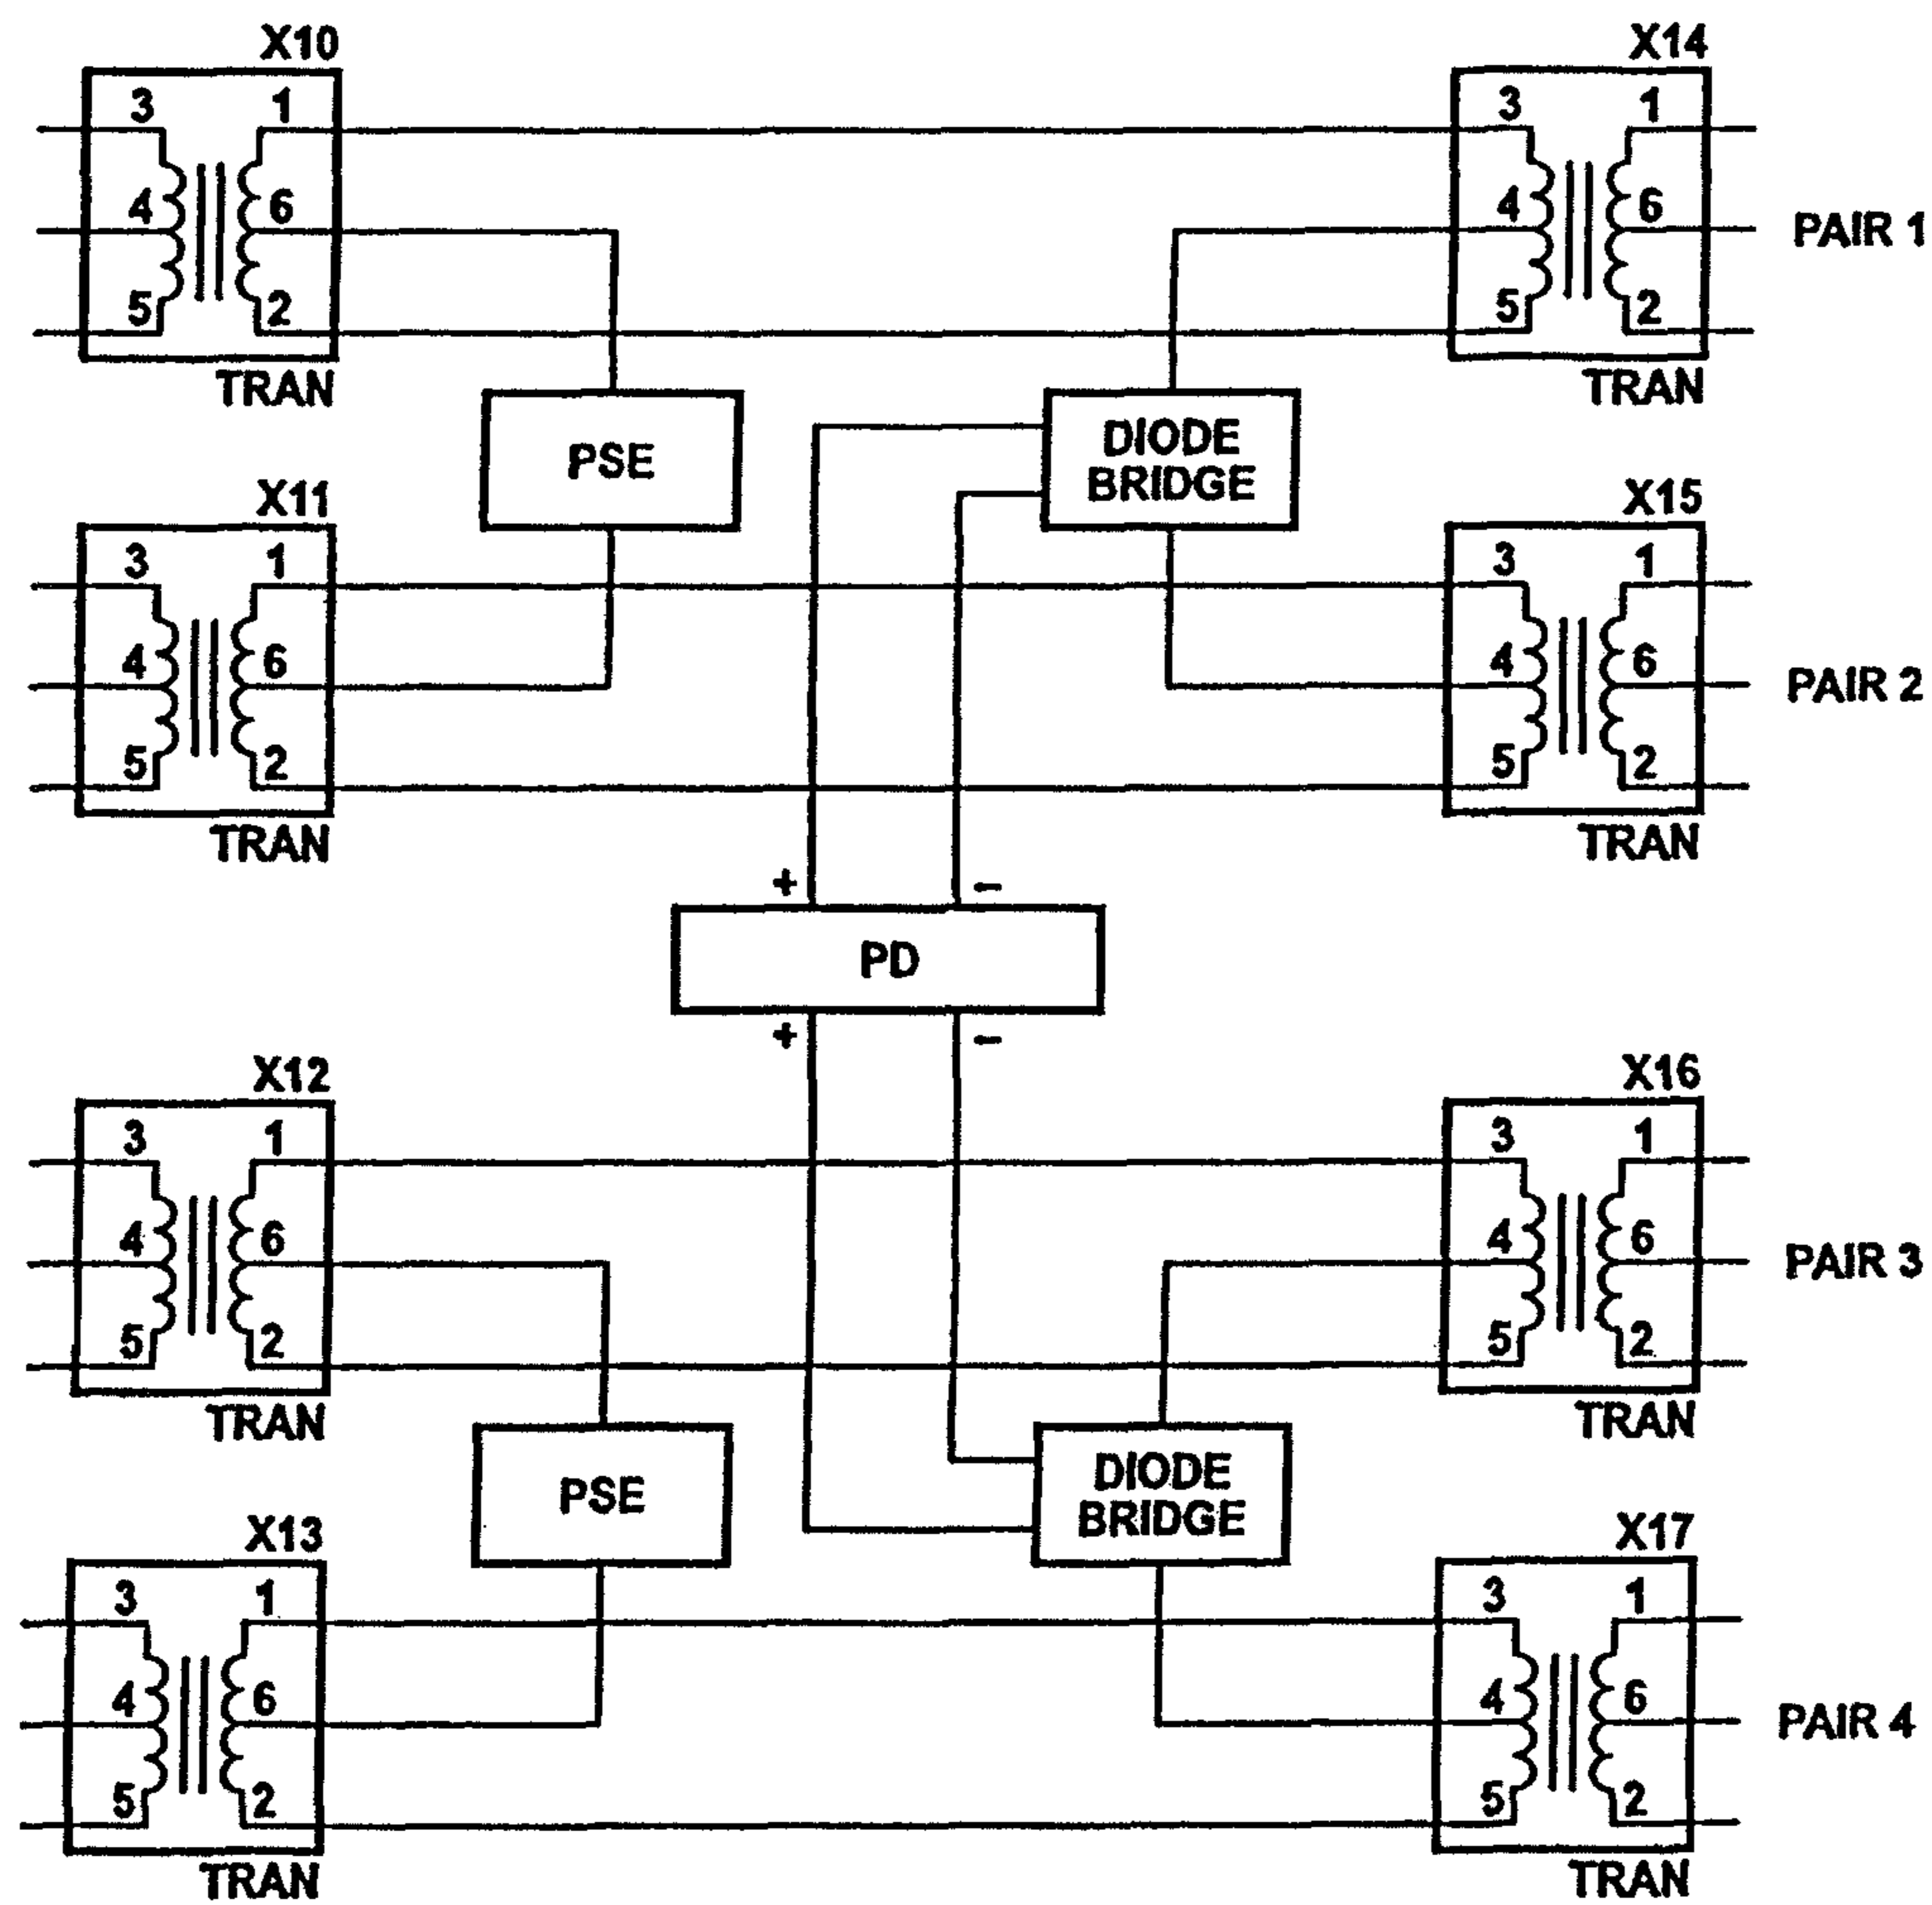 X10 X14
3 1 3 1
4 6 4 6 PAIR 1
5 2 5 2
TRAN TRAN
PSE DIODE
BRIDGE
X11 X15
3 1 3 1
4 6 4 6 PAIR 2
5 2 5 2
TRAN TRAN
+ −
PD
+ −
X12 X16
3 1 3 1
4 6 4 6 PAIR 3
5 2 5 2
TRAN TRAN
PSE DIODE
BRIDGE
X13 X17
3 1 3 1
4 6 4 6 PAIR 4
5 2 5 2
TRAN TRAN